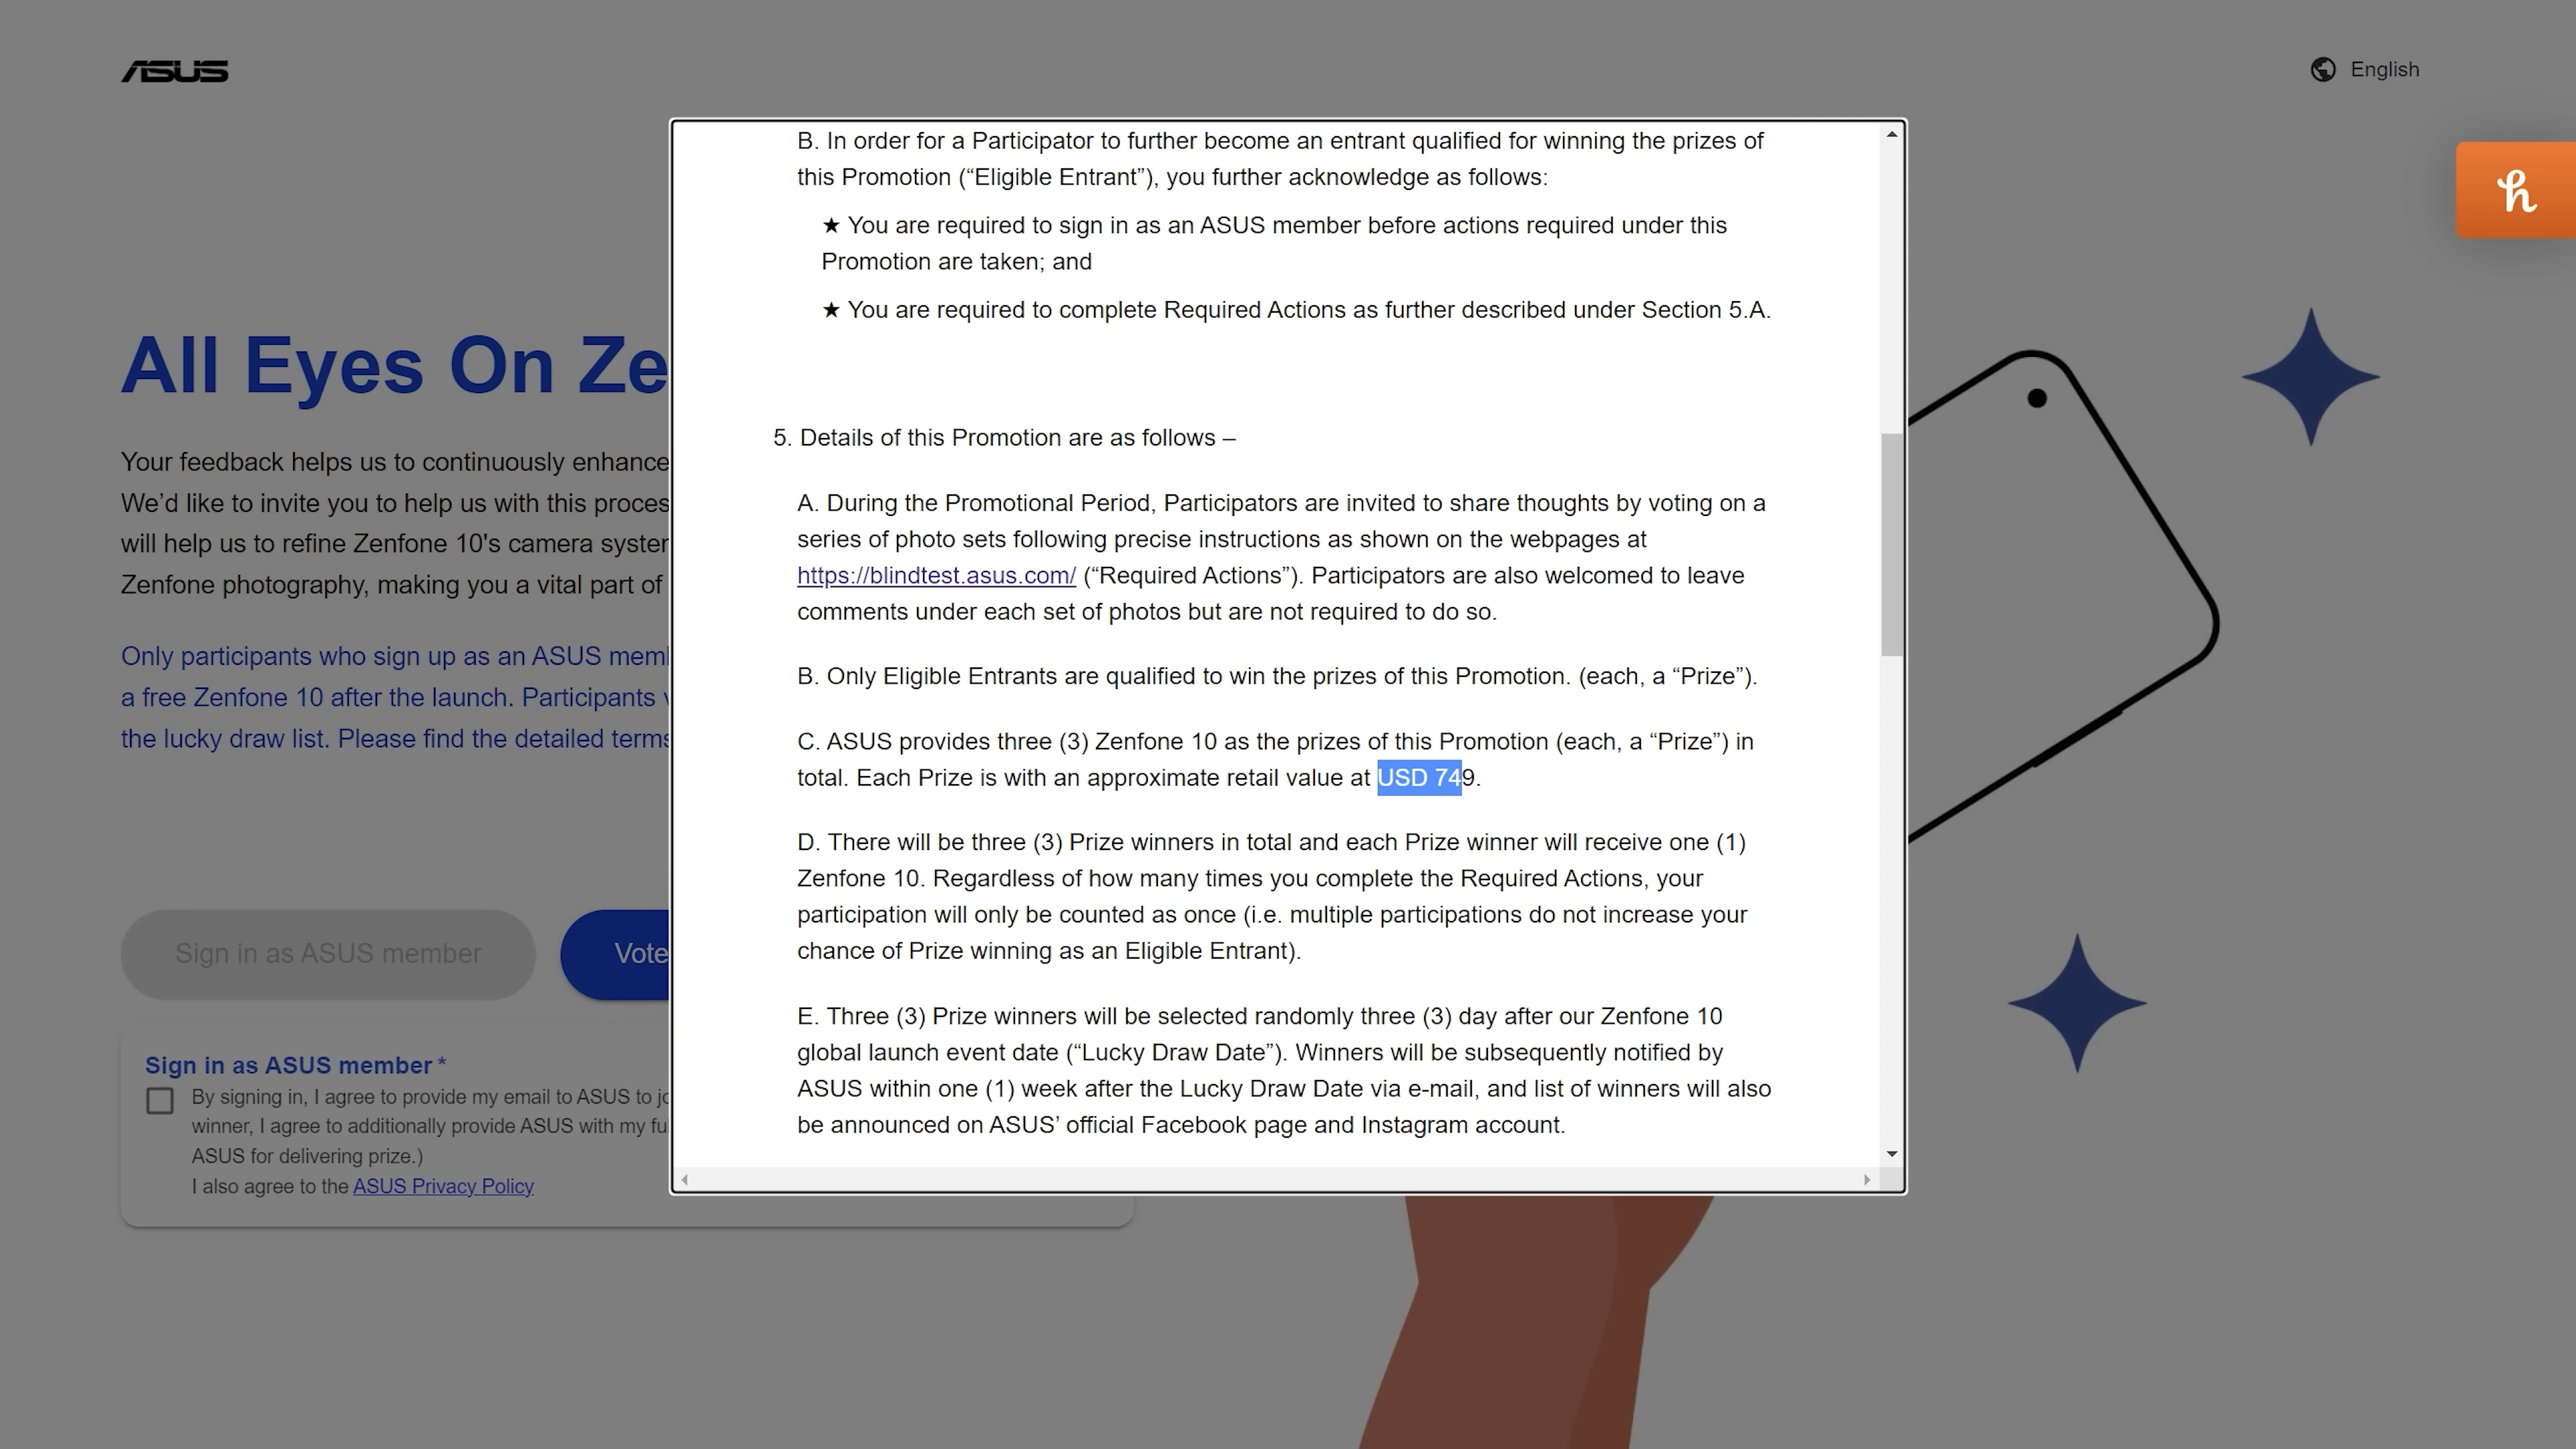 ASUS
English
B. In order for a Participator to further become an entrant qualified for winning the prizes of
this Promotion (“Eligible Entrant”), you further acknowledge as follows:
★ You are required to sign in as an ASUS member before actions required under this
Promotion are taken; and
★ You are required to complete Required Actions as further described under Section 5.A.
5. Details of this Promotion are as follows –
A. During the Promotional Period, Participators are invited to share thoughts by voting on a
series of photo sets following precise instructions as shown on the webpages at
https://blindtest.asus.com/ (“Required Actions”). Participators are also welcomed to leave
comments under each set of photos but are not required to do so.
B. Only Eligible Entrants are qualified to win the prizes of this Promotion. (each, a “Prize”).
C. ASUS provides three (3) Zenfone 10 as the prizes of this Promotion (each, a “Prize”) in
total. Each Prize is with an approximate retail value at USD 749.
D. There will be three (3) Prize winners in total and each Prize winner will receive one (1)
Zenfone 10. Regardless of how many times you complete the Required Actions, your
participation will only be counted as once (i.e. multiple participations do not increase your
chance of Prize winning as an Eligible Entrant).
E. Three (3) Prize winners will be selected randomly three (3) day after our Zenfone 10
global launch event date (“Lucky Draw Date”). Winners will be subsequently notified by
ASUS within one (1) week after the Lucky Draw Date via e-mail, and list of winners will also
be announced on ASUS’ official Facebook page and Instagram account.
All Eyes On Ze
Your feedback helps us to continuously enhance
We’d like to invite you to help us with this proces
will help us to refine Zenfone 10's camera syster
Zenfone photography, making you a vital part of
Only participants who sign up as an ASUS mem
a free Zenfone 10 after the launch. Participants
the lucky draw list. Please find the detailed terms
Sign in as ASUS member
Vote
Sign in as ASUS member *
By signing in, I agree to provide my email to ASUS to jo
winner, I agree to additionally provide ASUS with my fu
ASUS for delivering prize.)
I also agree to the ASUS Privacy Policy
h